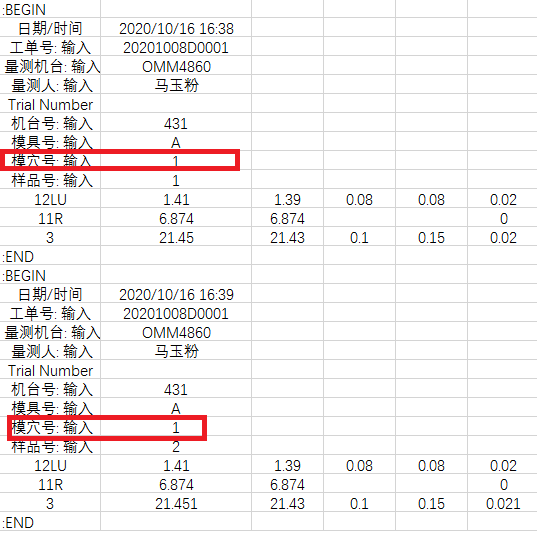 :BEGIN
日期/时间 2020/10/16 16:38
工单号: 输入 20201008D0001
量测机台: 输入 OMM4860
量测人: 输入 马玉粉
Trial Number
机台号: 输入 431
模具号: 输入 A
模穴号: 输入 1
样品号: 输入 1
12LU 1.41 1.39 0.08 0.08 0.02
11R 6.874 6.874 0
3 21.45 21.43 0.1 0.15 0.02
:END
:BEGIN
日期/时间 2020/10/16 16:39
工单号: 输入 20201008D0001
量测机台: 输入 OMM4860
量测人: 输入 马玉粉
Trial Number
机台号: 输入 431
模具号: 输入 A
模穴号: 输入 1
样品号: 输入 2
12LU 1.41 1.39 0.08 0.08 0.02
11R 6.874 6.874 0
3 21.451 21.43 0.1 0.15 0.021
:END